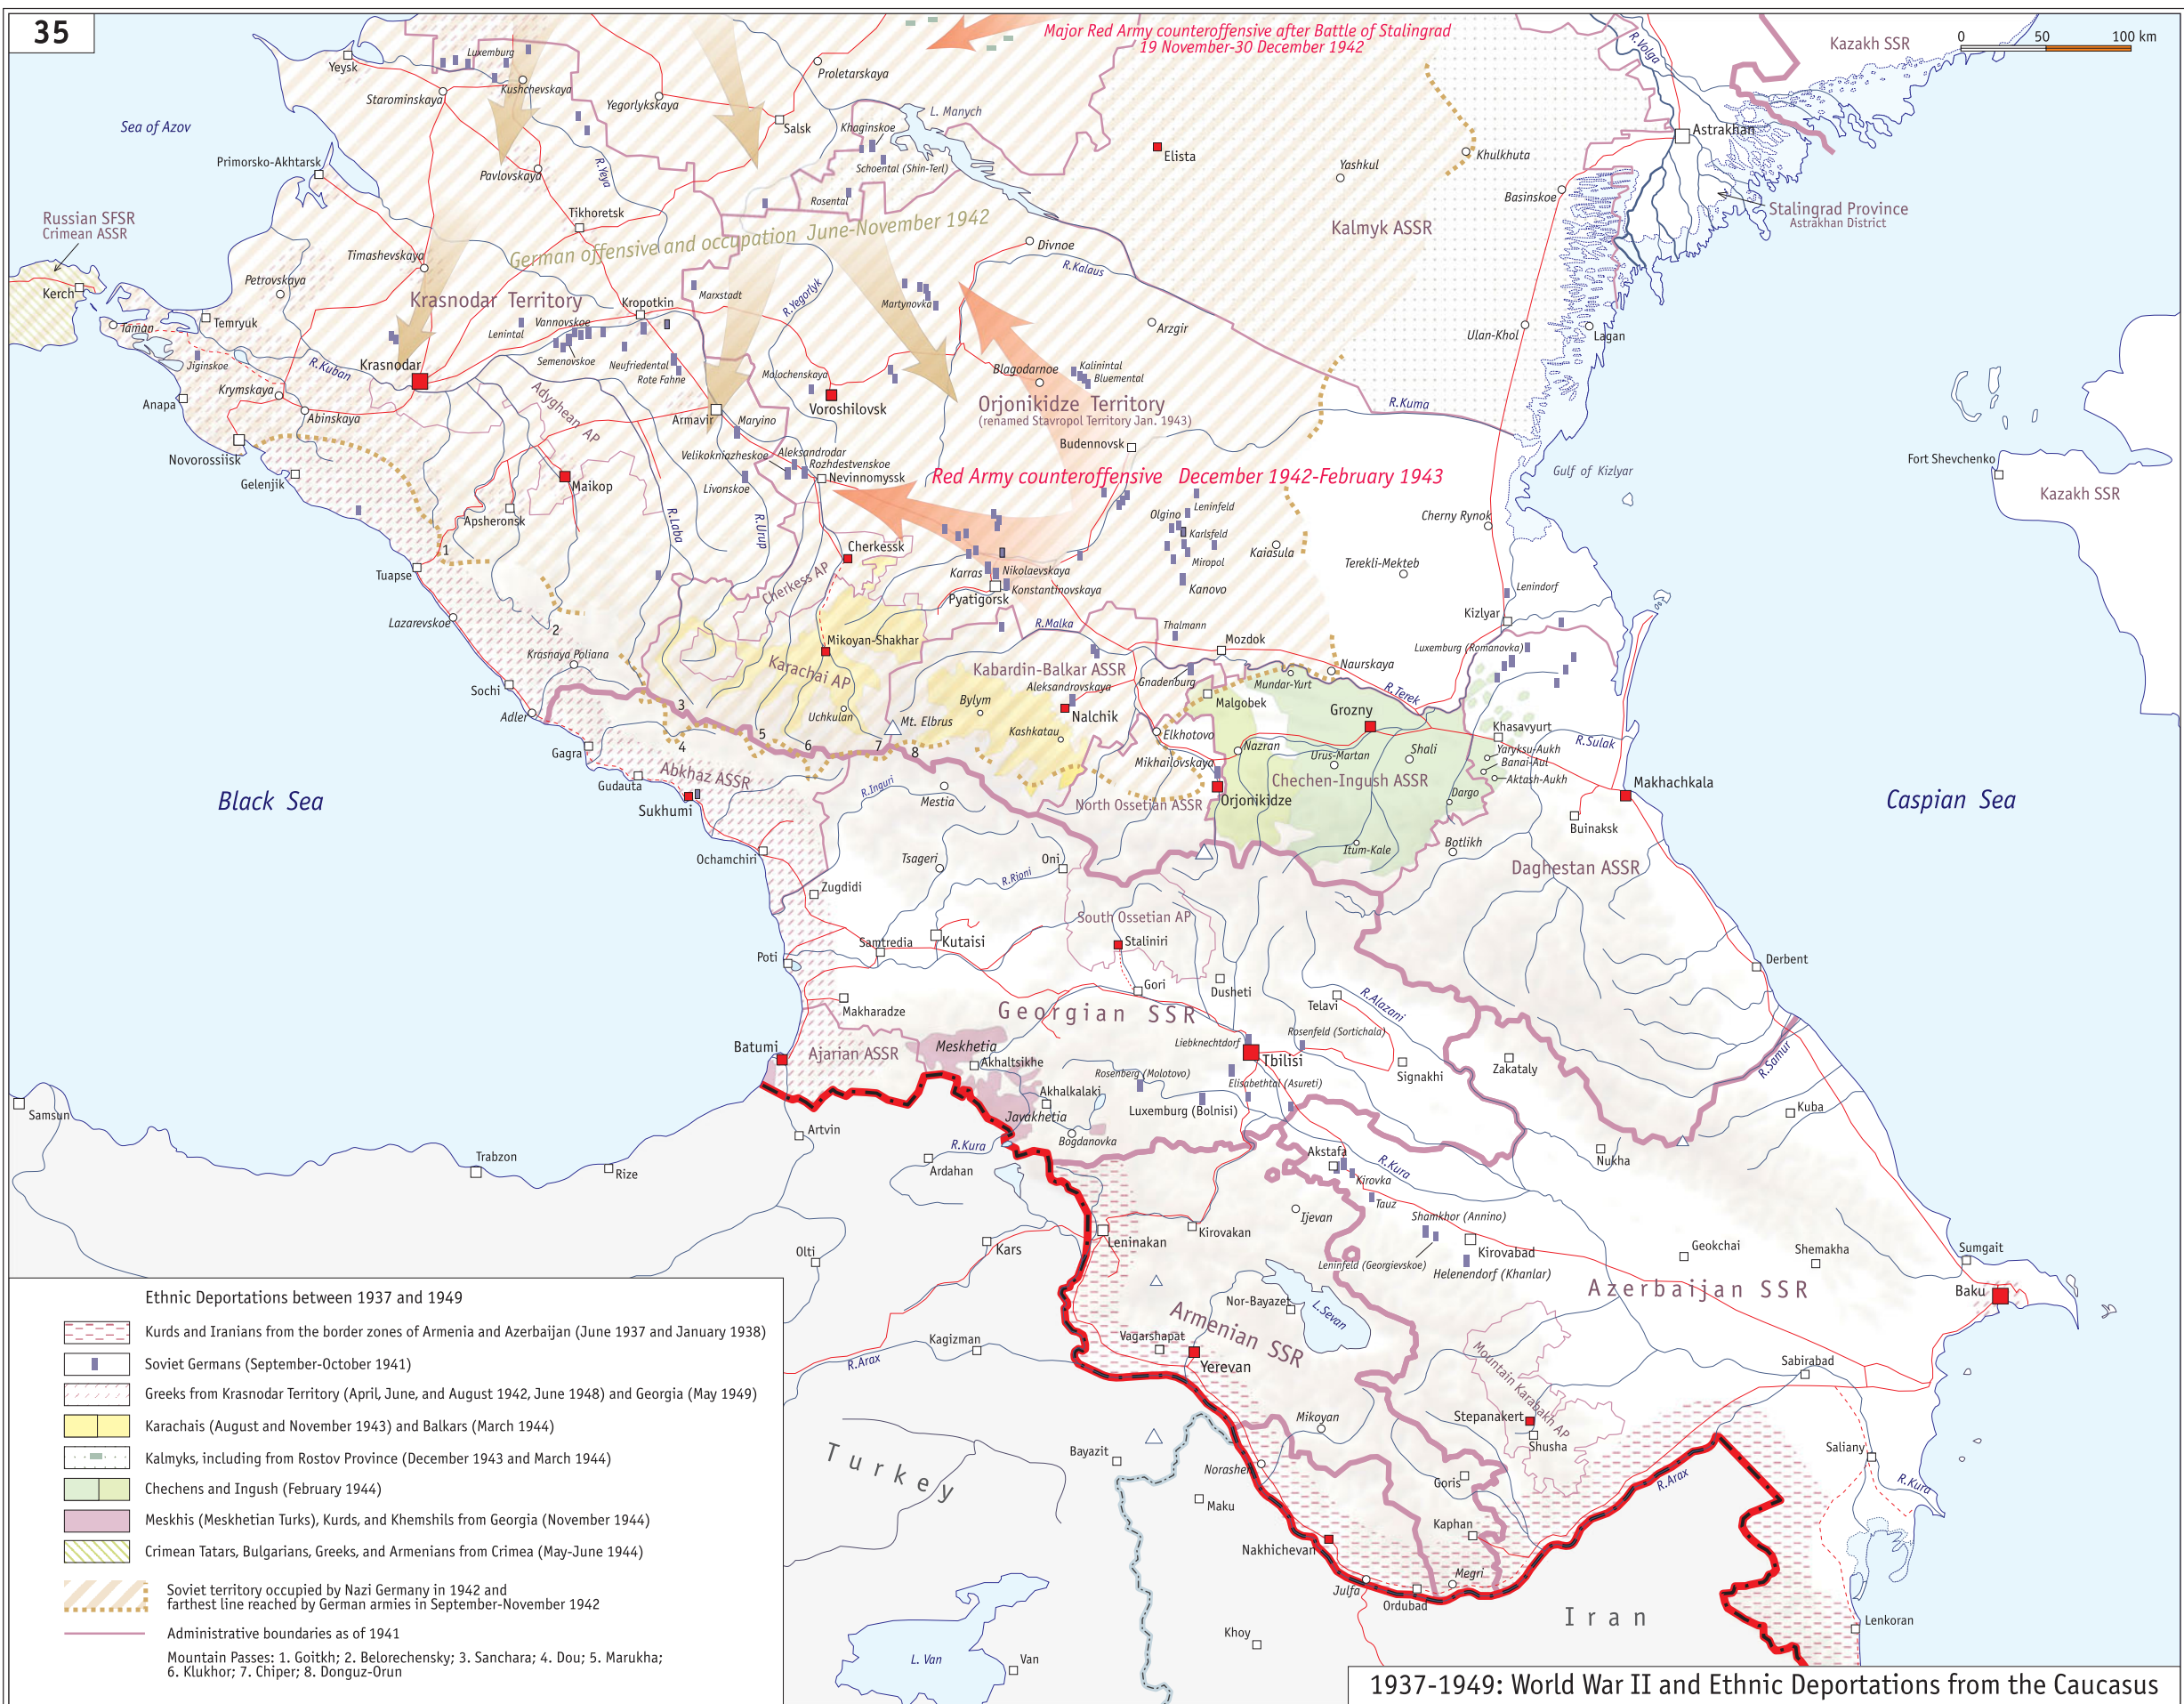 35
Major Red Army counteroffensive after Battle of Stalingrad
19 November-30 December 1942
Kazakh SSR
0 50 100 km
R.Volga
Luxemburg
Yeysk
Starominskaya
Kushchevskaya
Yegorlykskaya
Proletarskaya
Salsk
L. Manych
Khaginskoe
Schoental (Shin-Terl)
Rosental
Elista
Yashkul
Khulkhuta
Astrakhan
Basinskoe
Stalingrad Province
Astrakhan District
Kalmyk ASSR
Sea of Azov
Primorsko-Akhtarsk
Pavlovskaya
R.Yeya
Tikhoretsk
Russian SFSR
Crimean ASSR
German offensive and occupation June-November 1942
Timashevskaya
Petrovskaya
Kerch
Krasnodar Territory
Kropotkin
Marxstadt
R.Yegorlyk
Martynovka
Divnoe
R.Kalaus
Arzgir
Ulan-Khol
Lagan
Taman
Temryuk
Jiginskoe
R.Kuban
Krasnodar
Lenintal
Vannovskoe
Semenovskoe
Neufriedental
Rote Fahne
Molochenskaya
Voroshilovsk
Blagodarnoe
Kalinintal
Bluemental
Orjonikidze Territory
(renamed Stavropol Territory Jan. 1943)
Budennovsk
R.Kuma
Krymskaya
Anapa
Abinskaya
Novorossiisk
Gelenjik
Adyghean AP
Armavir
Maryino
Velikokniazheskoe
Aleksandrodar
Rozhdestvenskoe
Nevinnomyssk
Livonskoe
Maikop
Apsheronsk
R.Laba
R.Urup
Red Army counteroffensive December 1942-February 1943
Gulf of Kizlyar
Fort Shevchenko
Kazakh SSR
Leninfeld
Olgino
Karlsfeld
Miropol
Kanovo
Kaiasula
Cherny Rynok
Terekli-Mekteb
Tuapse
1
Cherkessk
Cherkess AP
Karras
Nikolaevskaya
Konstantinovskaya
Pyatigorsk
Lenindorf
Kizlyar
Lazarevskoe
2
Krasnaya Poliana
Mikoyan-Shakhar
Karachai AP
R.Malka
Thalmann
Mozdok
Luxemburg (Romanovka)
Kabardin-Balkar ASSR
Aleksandrovskaya
Gnadenburg
Naurskaya
Mundar-Yurt
R.Terek
Sochi
Adler
3
4
5
6
7
8
Uchkulan
Mt. Elbrus
Bylym
Kashkatau
Nalchik
Malgobek
Grozny
Khasavyurt
R.Sulak
Elkhotovo
Nazran
Urus-Martan
Shali
Yaryksu-Aukh
Banai-Aul
Aktash-Aukh
Gagra
Gudauta
Abkhaz ASSR
Sukhumi
R.Inguri
Mestia
Mikhailovskaya
Orjonikidze
North Ossetian ASSR
Chechen-Ingush ASSR
Dargo
Makhachkala
Buinaksk
Black Sea
Caspian Sea
Ochamchiri
Itum-Kale
Botlikh
Daghestan ASSR
Tsageri
Oni
R.Rioni
Zugdidi
South Ossetian AP
Staliniri
Samtredia
Kutaisi
Poti
Gori
Dusheti
Telavi
R.Alazani
Derbent
Makharadze
Georgian SSR
Rosenfeld (Sortichala)
Liebknechtdorf
Tbilisi
Batumi
Ajarian ASSR
Meskhetia
Akhaltsikhe
Signakhi
Zakataly
R.Samur
Rosenberg (Molotovo)
Elisabethtal (Asureti)
Akhalkalaki
Javakhetia
Luxemburg (Bolnisi)
Bogdanovka
Kuba
Samsun
Trabzon
Rize
Artvin
R.Kura
Ardahan
Akstafa
R.Kura
Kirovka
Tauz
Nukha
Ijevan
Shamkhor (Annino)
Kirovakan
Leninakan
Olti
Kars
Leninfeld (Georgievskoe)
Kirovabad
Helenendorf (Khanlar)
Geokchai
Shemakha
Sumgait
Baku
Azerbaijan SSR
Nor-Bayazet
L.Sevan
Armenian SSR
Vagarshapat
Yerevan
Kagizman
R.Arax
Mountain Karabakh AP
Sabirabad
Mikoyan
Stepanakert
Shusha
Turkey
Bayazit
Norashen
Goris
Saliany
R.Kura
R.Arax
Maku
Kaphan
Nakhichevan
Julfa
Ordubad
Megri
Iran
Khoy
Lenkoran
L. Van
Van
Ethnic Deportations between 1937 and 1949
Kurds and Iranians from the border zones of Armenia and Azerbaijan (June 1937 and January 1938)
Soviet Germans (September-October 1941)
Greeks from Krasnodar Territory (April, June, and August 1942, June 1948) and Georgia (May 1949)
Karachais (August and November 1943) and Balkars (March 1944)
Kalmyks, including from Rostov Province (December 1943 and March 1944)
Chechens and Ingush (February 1944)
Meskhis (Meskhetian Turks), Kurds, and Khemshils from Georgia (November 1944)
Crimean Tatars, Bulgarians, Greeks, and Armenians from Crimea (May-June 1944)
Soviet territory occupied by Nazi Germany in 1942 and
farthest line reached by German armies in September-November 1942
Administrative boundaries as of 1941
Mountain Passes: 1. Goitkh; 2. Belorechensky; 3. Sanchara; 4. Dou; 5. Marukha;
6. Klukhor; 7. Chiper; 8. Donguz-Orun
1937-1949: World War II and Ethnic Deportations from the Caucasus